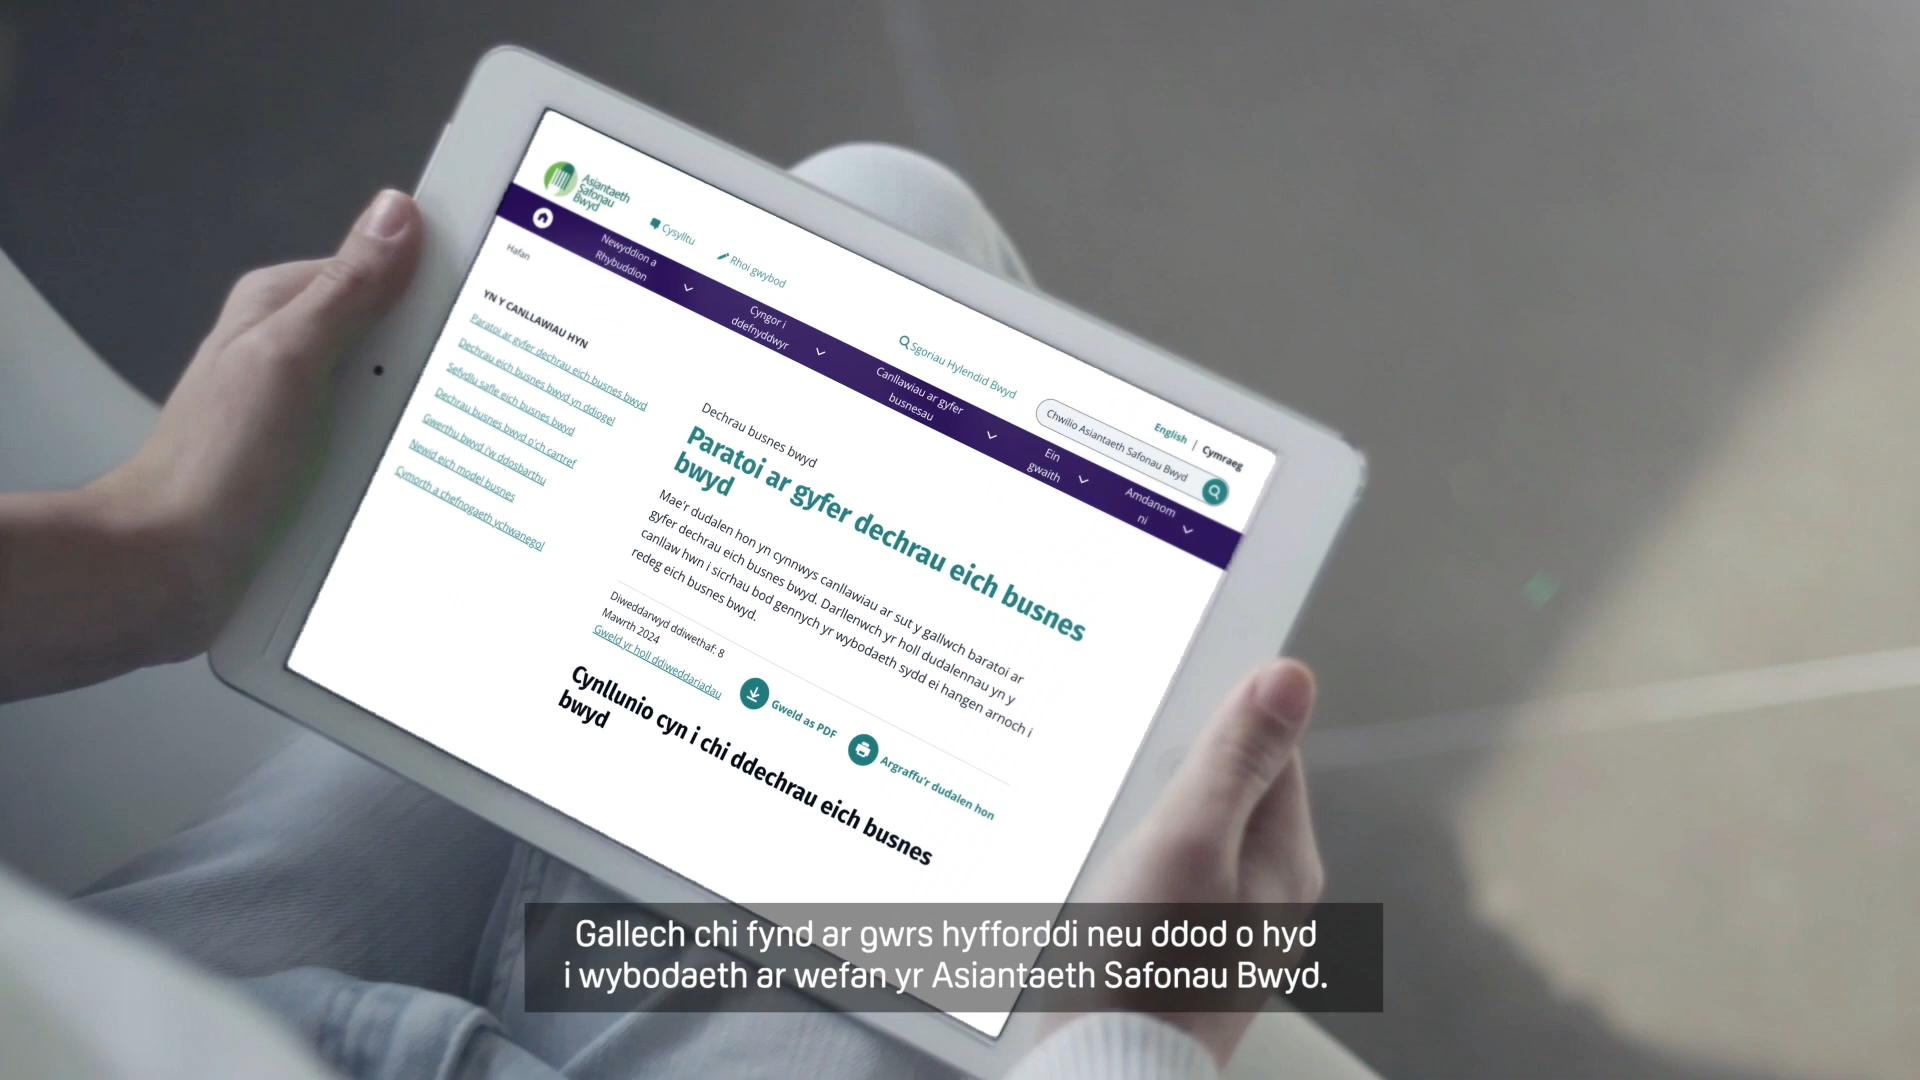 Asiantaeth
Safonau
Bwyd
Cysylltu
Rhoi gwybod
Sgoriau Hylendid Bwyd
English | Cymraeg
Chwilio Asiantaeth Safonau Bwyd
Newyddion a
Rhybuddion
Cyngor i
ddefnyddwyr
Canllawiau ar gyfer
busnesau
Ein
gwaith
Amdanom
ni
Hafan
YN Y CANLLAWIAU HYN
Paratoi ar gyfer dechrau eich busnes bwyd
Dechrau eich busnes bwyd yn ddiogel
Sefydlu safle eich busnes bwyd
Dechrau busnes bwyd o'ch cartref
Gwerthu bwyd i'w ddosbarthu
Newid eich model busnes
Cymorth a chefnogaeth ychwanegol
Dechrau busnes bwyd
Paratoi ar gyfer dechrau eich busnes
bwyd
Mae'r dudalen hon yn cynnwys canllawiau ar sut y gallwch baratoi ar
gyfer dechrau eich busnes bwyd. Darllenwch yr holl dudalennau yn y
canllaw hwn i sicrhau bod gennych yr wybodaeth sydd ei hangen arnoch i
redeg eich busnes bwyd.
Diweddarwyd ddiwethaf: 8
Mawrth 2024
Gweld yr holl ddiweddariadau
Gweld as PDF
Argraffu'r dudalen hon
Cynllunio cyn i chi ddechrau eich busnes
bwyd
Gallech chi fynd ar gwrs hyfforddi neu ddod o hyd
i wybodaeth ar wefan yr Asiantaeth Safonau Bwyd.